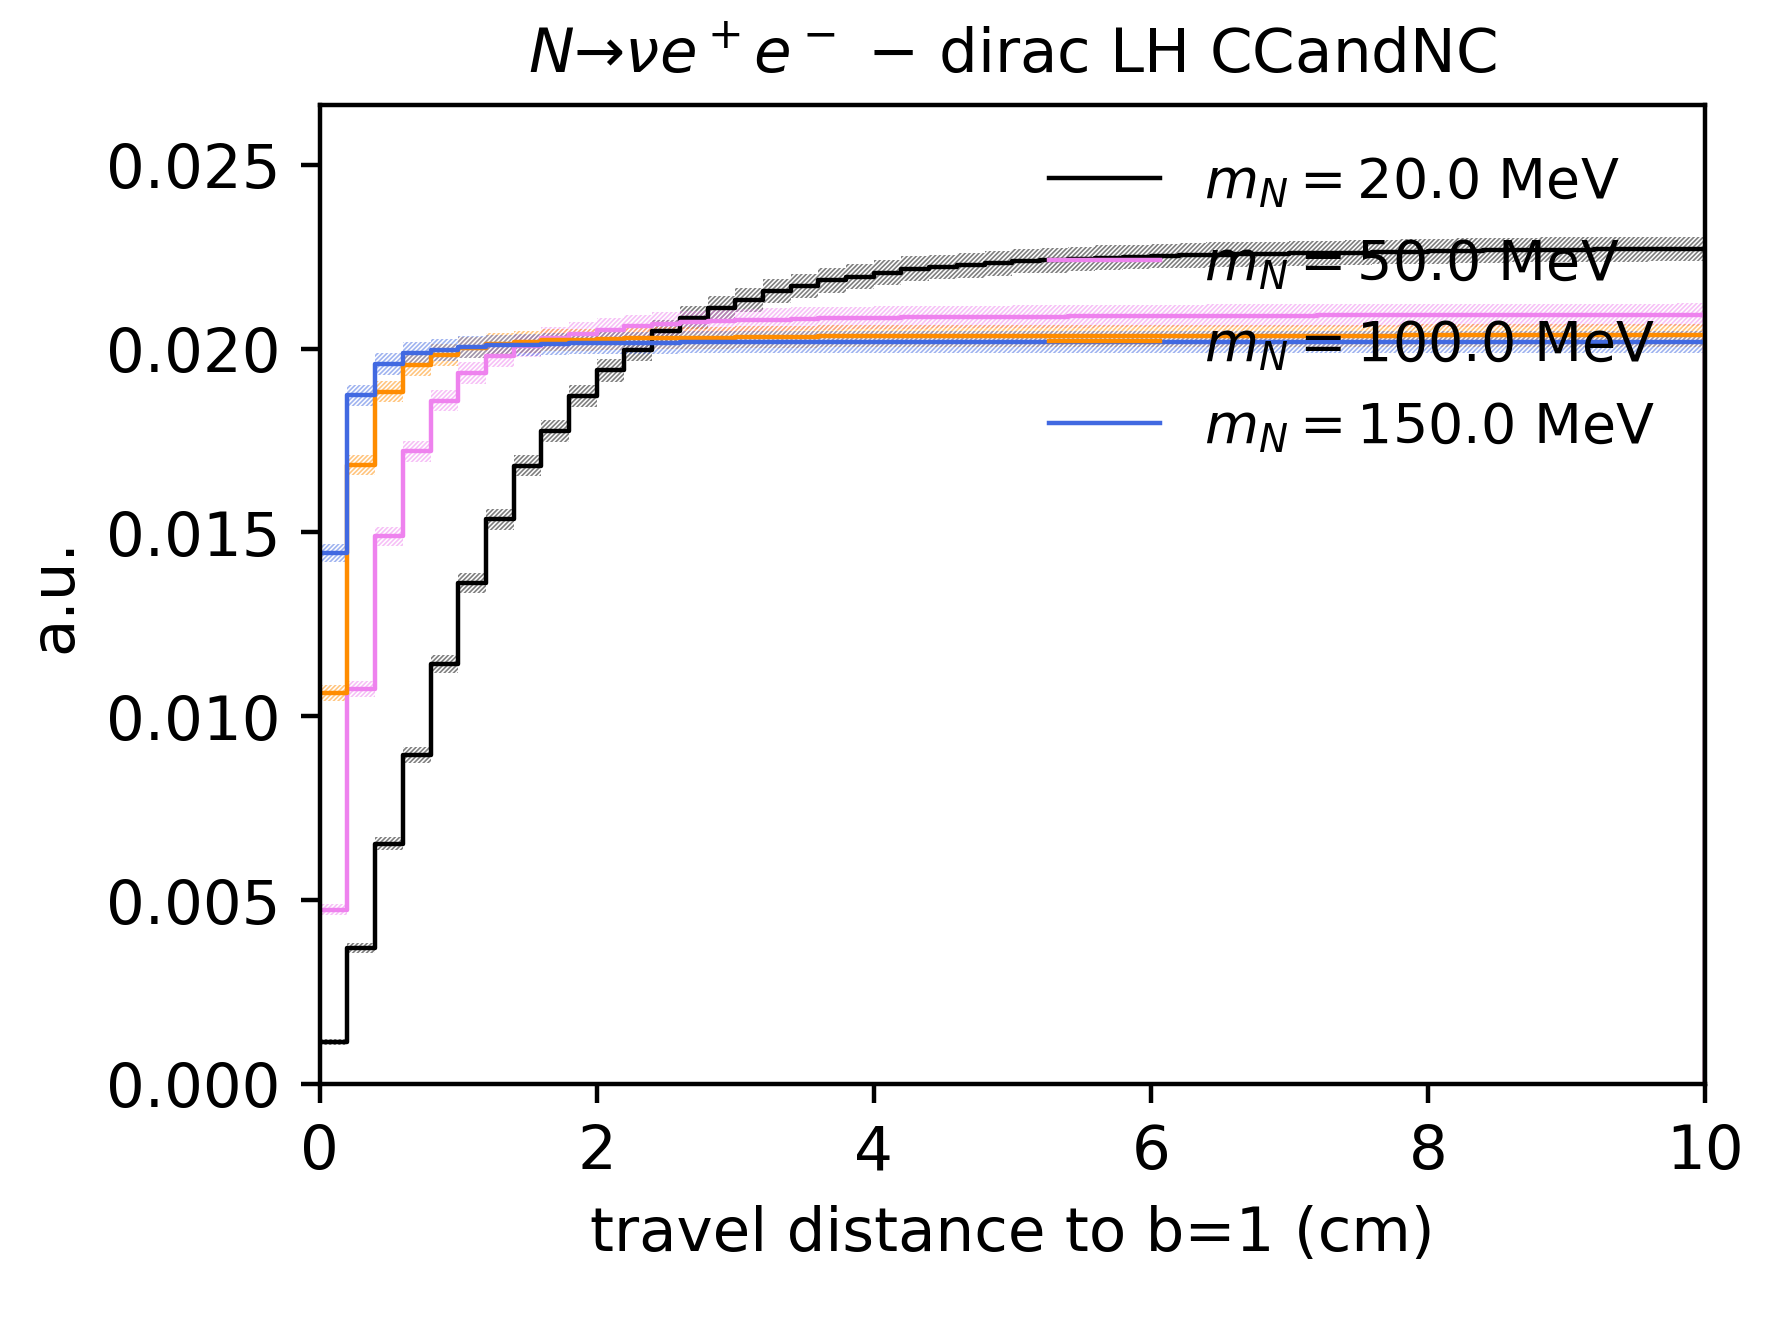 N→νe⁺e⁻ − dirac LH CCandNC
0.025
0.020
0.015
0.010
0.005
0.000
a.u.
m_N = 20.0 MeV
m_N = 50.0 MeV
m_N = 100.0 MeV
m_N = 150.0 MeV
0 2 4 6 8 10
travel distance to b=1 (cm)